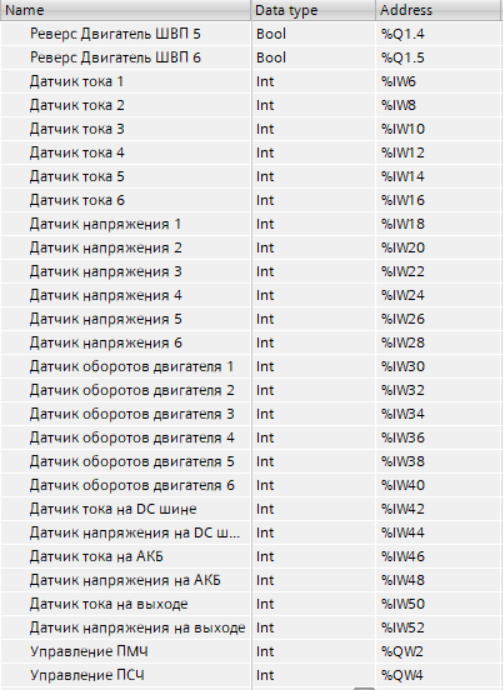 Name Data type Address
Реверс Двигатель ШВП 5 Bool %Q1.4
Реверс Двигатель ШВП 6 Bool %Q1.5
Датчик тока 1 Int %IW6
Датчик тока 2 Int %IW8
Датчик тока 3 Int %IW10
Датчик тока 4 Int %IW12
Датчик тока 5 Int %IW14
Датчик тока 6 Int %IW16
Датчик напряжения 1 Int %IW18
Датчик напряжения 2 Int %IW20
Датчик напряжения 3 Int %IW22
Датчик напряжения 4 Int %IW24
Датчик напряжения 5 Int %IW26
Датчик напряжения 6 Int %IW28
Датчик оборотов двигателя 1 Int %IW30
Датчик оборотов двигателя 2 Int %IW32
Датчик оборотов двигателя 3 Int %IW34
Датчик оборотов двигателя 4 Int %IW36
Датчик оборотов двигателя 5 Int %IW38
Датчик оборотов двигателя 6 Int %IW40
Датчик тока на DC шине Int %IW42
Датчик напряжения на DC ш... Int %IW44
Датчик тока на АКБ Int %IW46
Датчик напряжения на АКБ Int %IW48
Датчик тока на выходе Int %IW50
Датчик напряжения на выходе Int %IW52
Управление ПМЧ Int %QW2
Управление ПСЧ Int %QW4